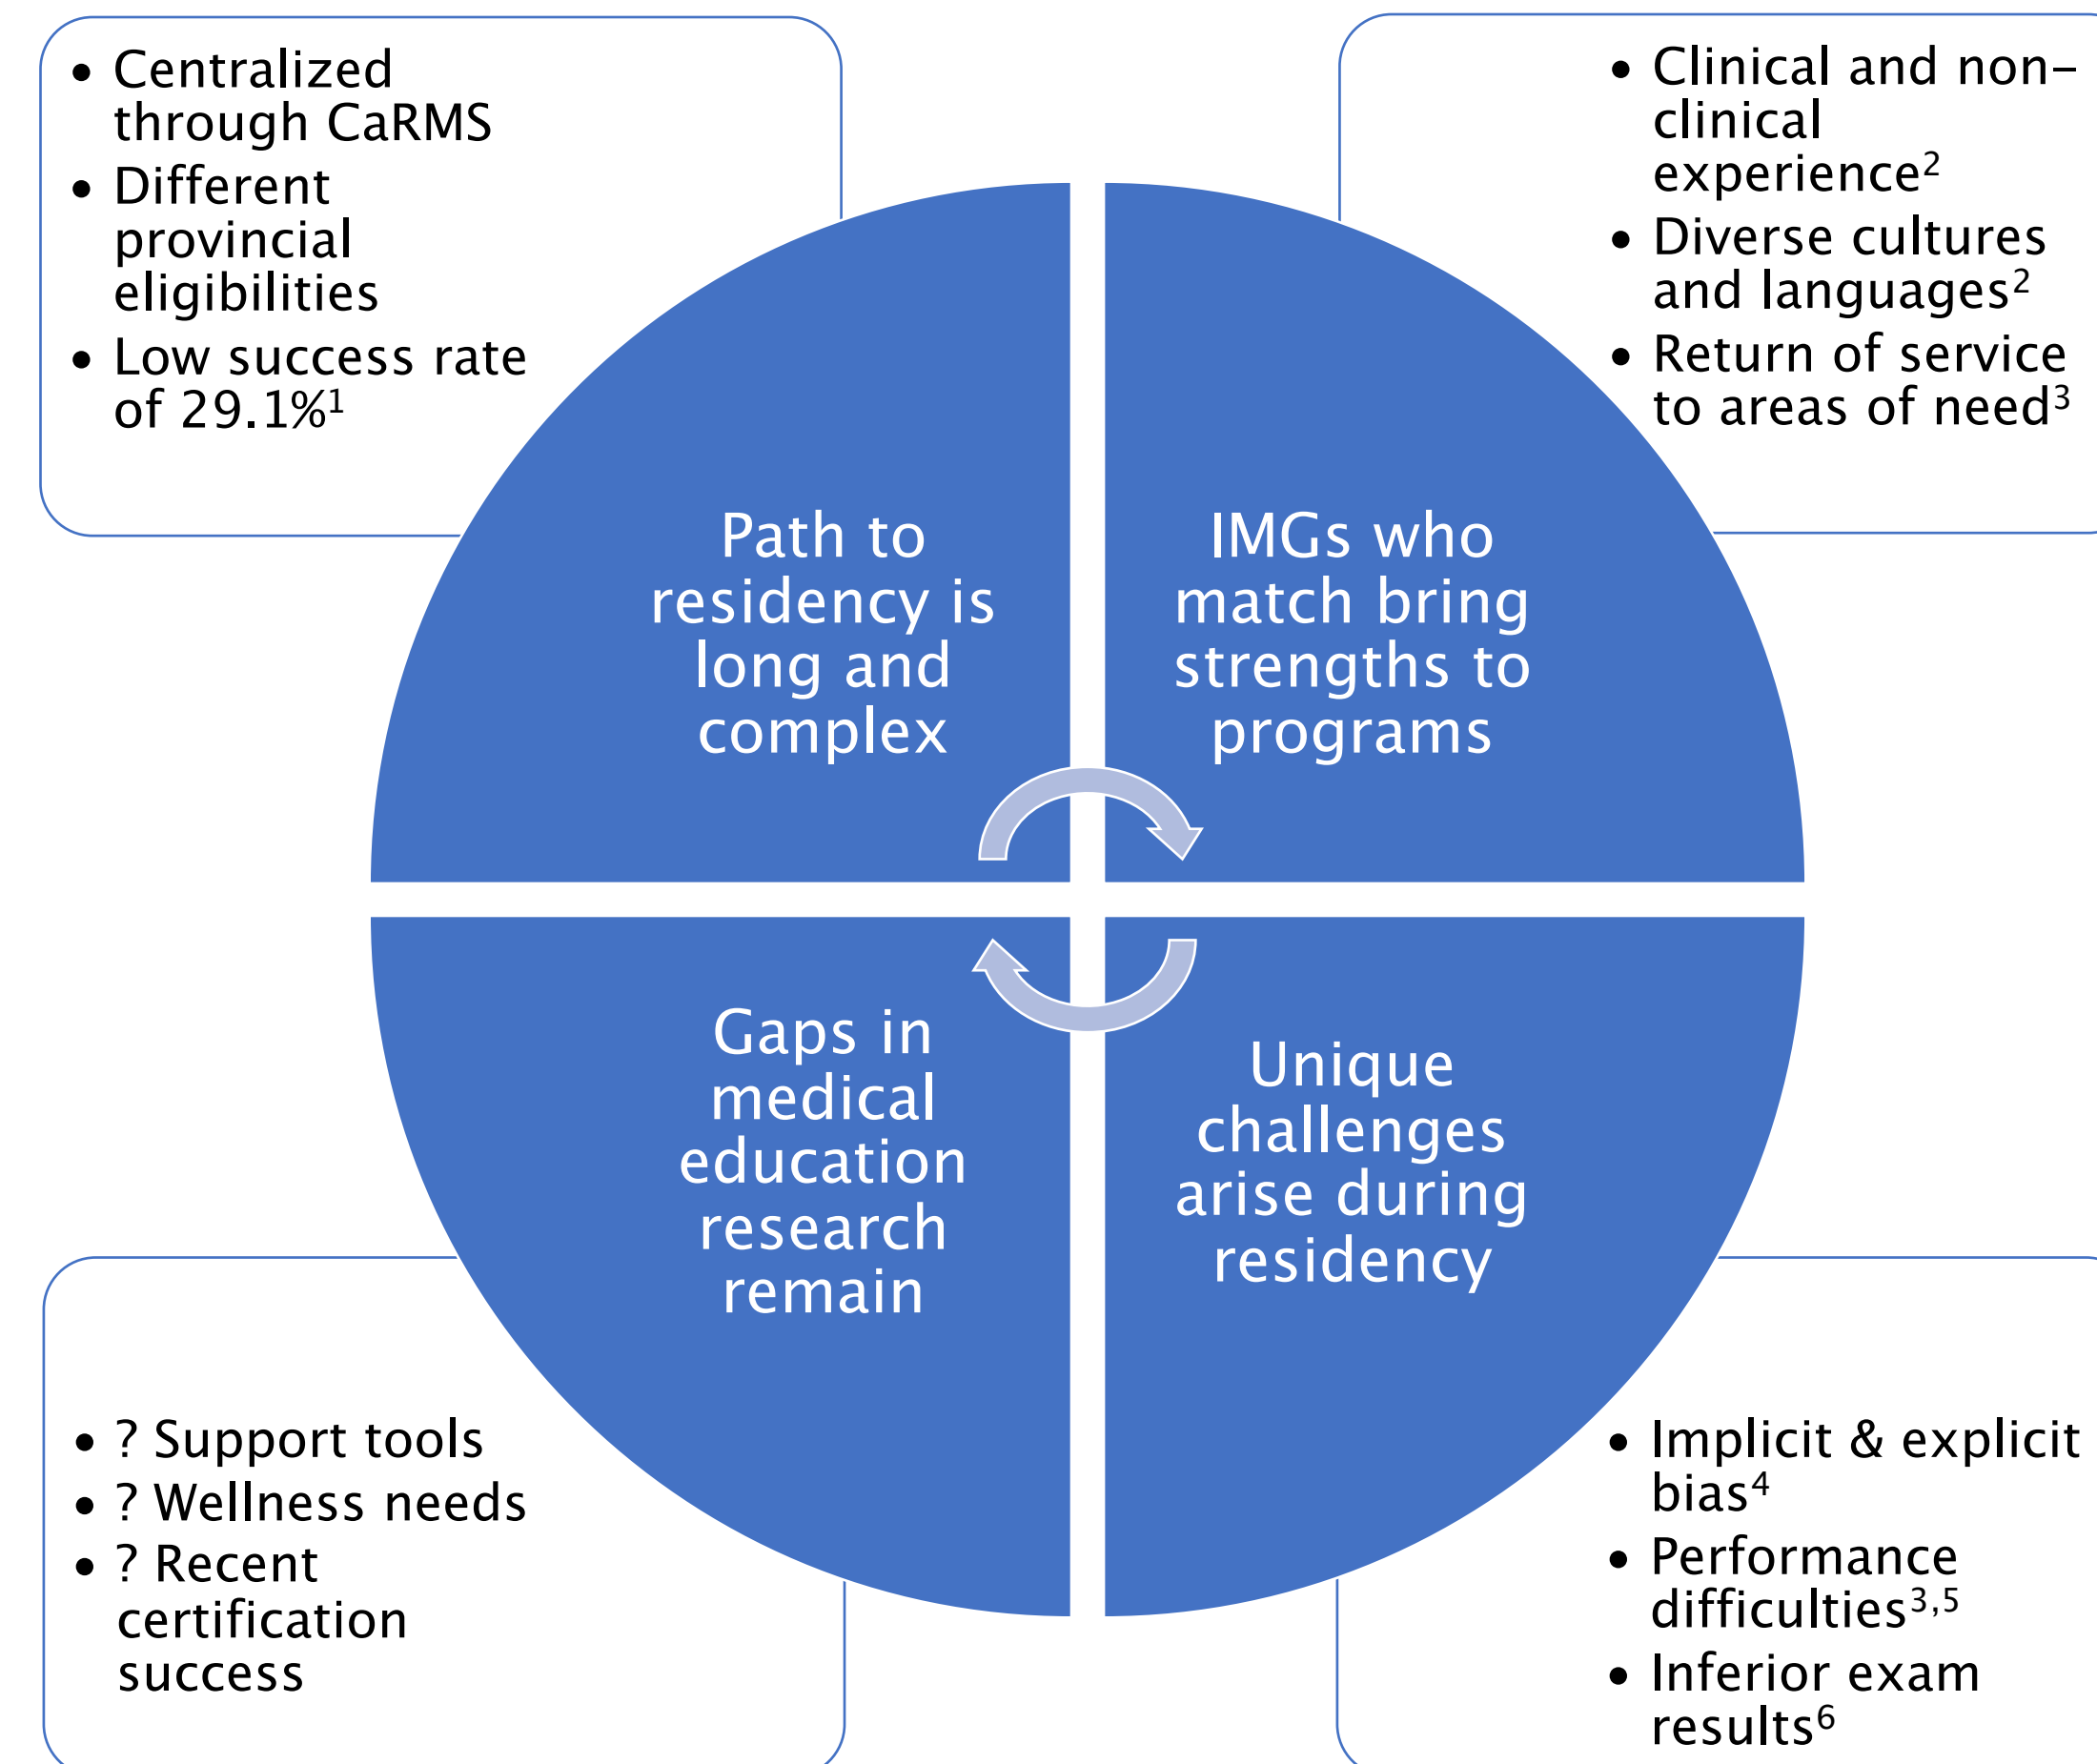 • Centralized
through CaRMS
• Different
provincial
eligibilities
• Low success rate
of 29.1%¹
• Clinical and non-
clinical
experience²
• Diverse cultures
and languages²
• Return of service
to areas of need³
Path to
residency is
long and
complex
IMGs who
match bring
strengths to
programs
Gaps in
medical
education
research
remain
Unique
challenges
arise during
residency
• ? Support tools
• ? Wellness needs
• ? Recent
certification
success
• Implicit & explicit
bias⁴
• Performance
difficulties³,⁵
• Inferior exam
results⁶